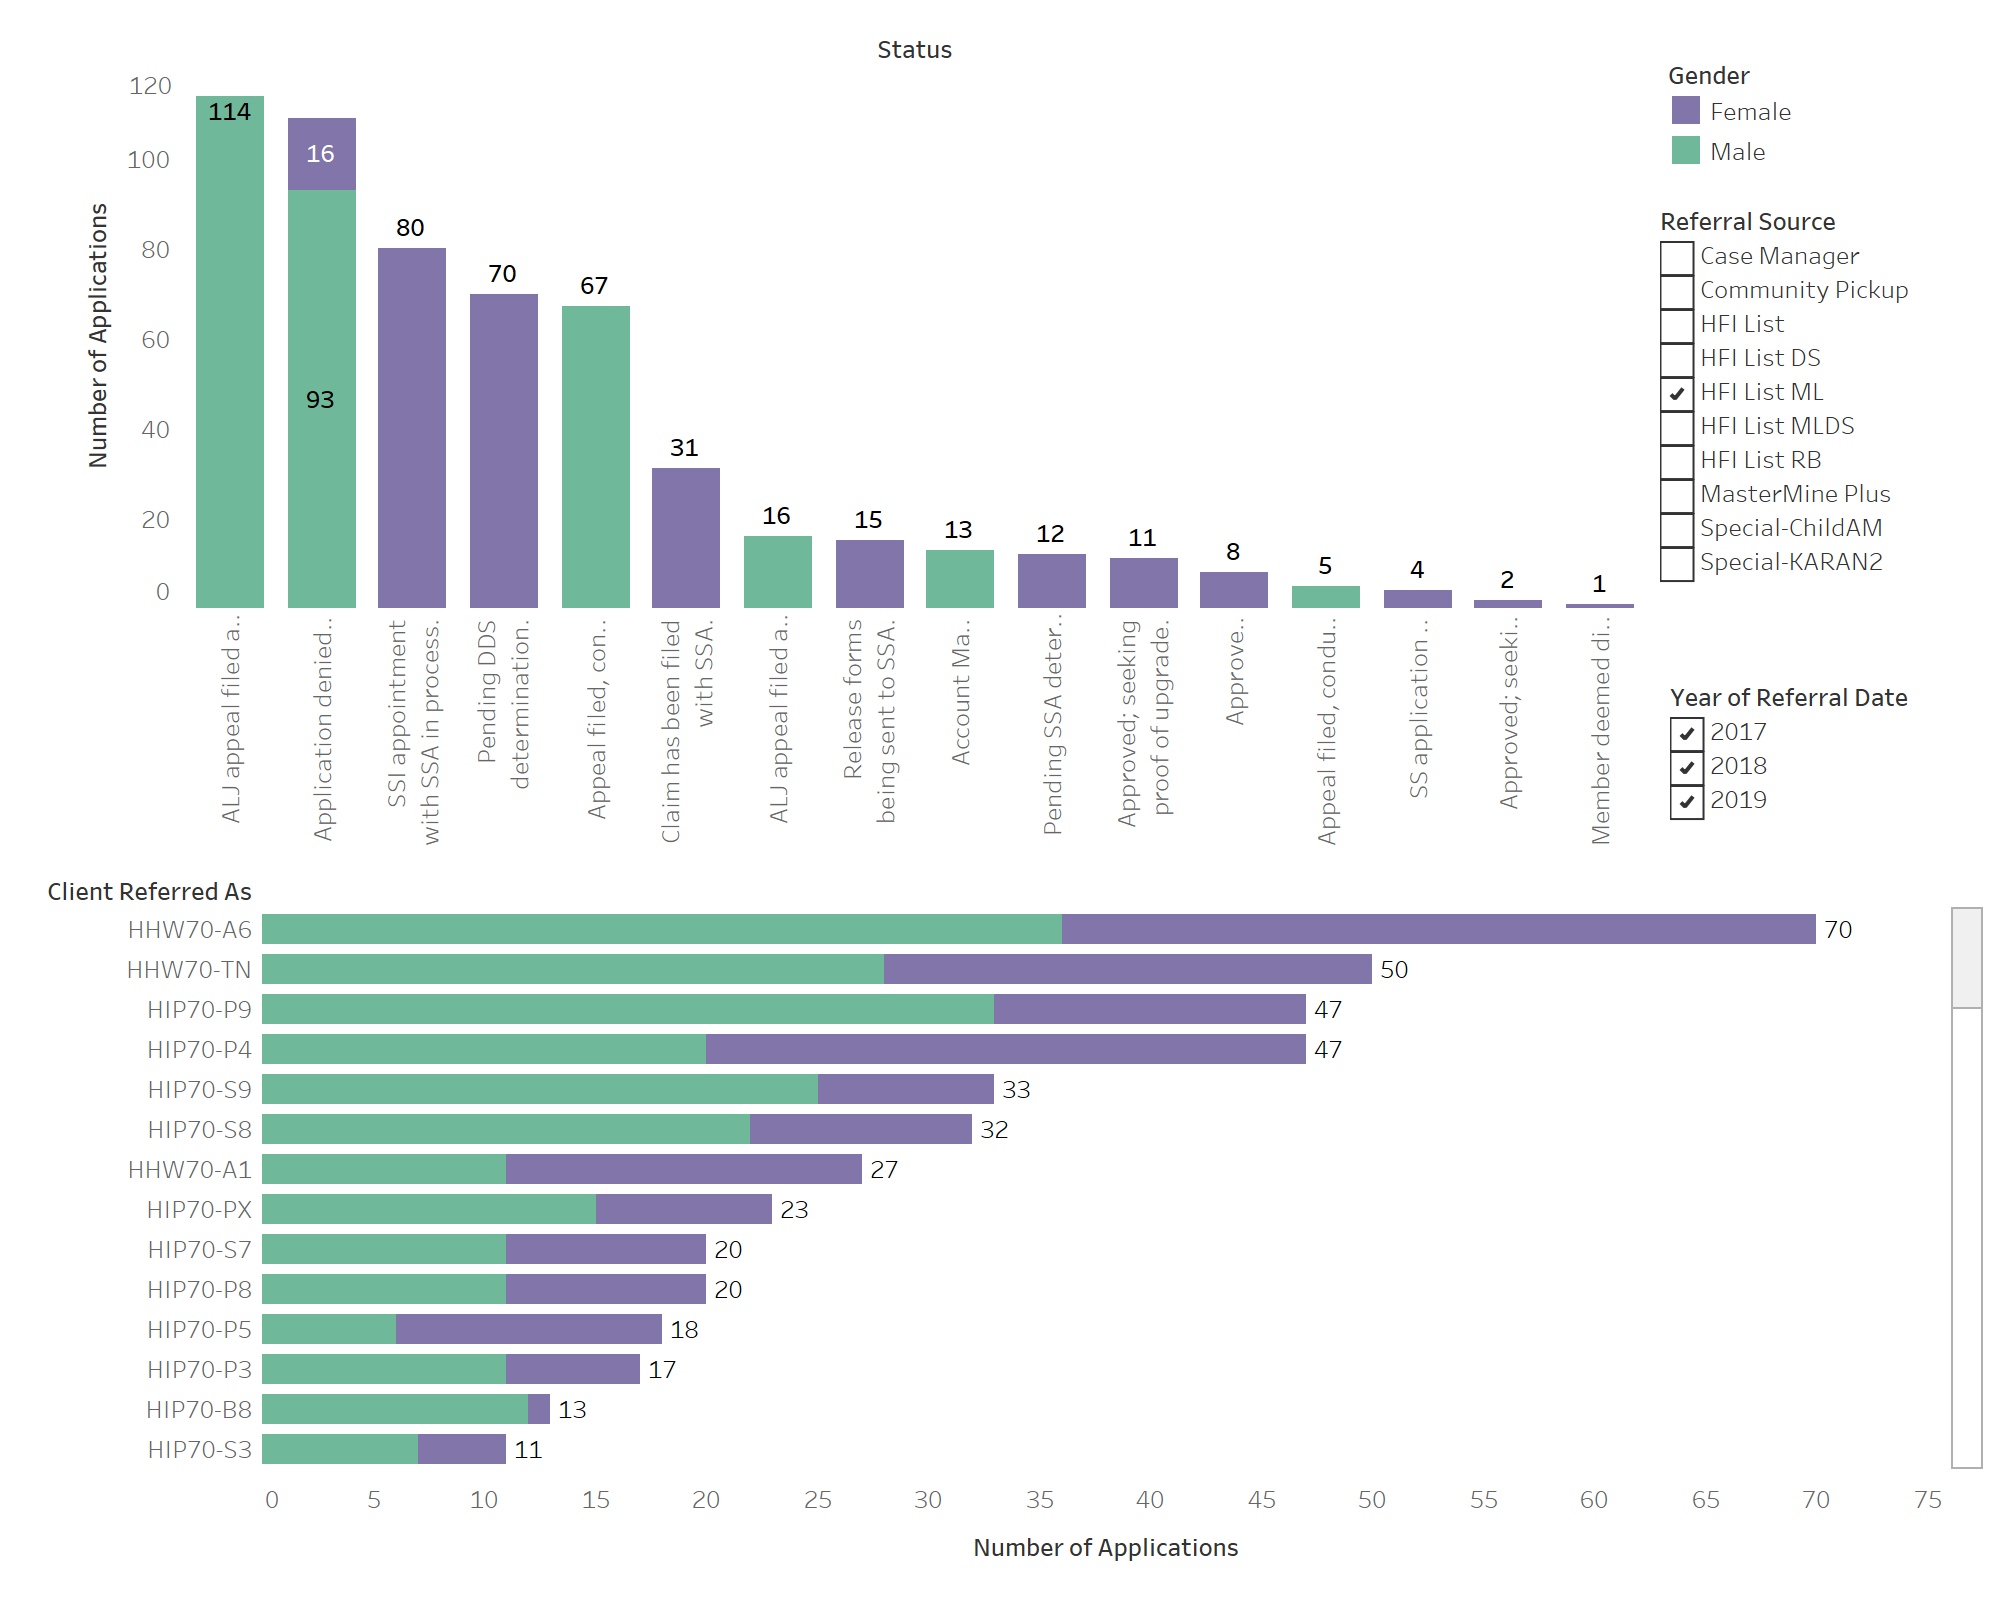 Status
120
100
80
60
40
20
0
Number of Applications
114
16
93
80
70
67
31
16
15
13
12
11
8
5
4
2
1
ALJ appeal filed a..
Application denied..
SSI appointment
with SSA in process.
Pending DDS
determination.
Appeal filed, con..
Claim has been filed
with SSA.
ALJ appeal filed a..
Release forms
being sent to SSA.
Account Ma..
Pending SSA deter..
Approved; seeking
proof of upgrade.
Approve..
Appeal filed, condu..
SS application ..
Approved; seeki..
Member deemed di..
Gender
Female
Male
Referral Source
Case Manager
Community Pickup
HFI List
HFI List DS
HFI List ML
HFI List MLDS
HFI List RB
MasterMine Plus
Special-ChildAM
Special-KARAN2
Year of Referral Date
2017
2018
2019
Client Referred As
HHW70-A6 70
HHW70-TN 50
HIP70-P9 47
HIP70-P4 47
HIP70-S9 33
HIP70-S8 32
HHW70-A1 27
HIP70-PX 23
HIP70-S7 20
HIP70-P8 20
HIP70-P5 18
HIP70-P3 17
HIP70-B8 13
HIP70-S3 11
0 5 10 15 20 25 30 35 40 45 50 55 60 65 70 75
Number of Applications